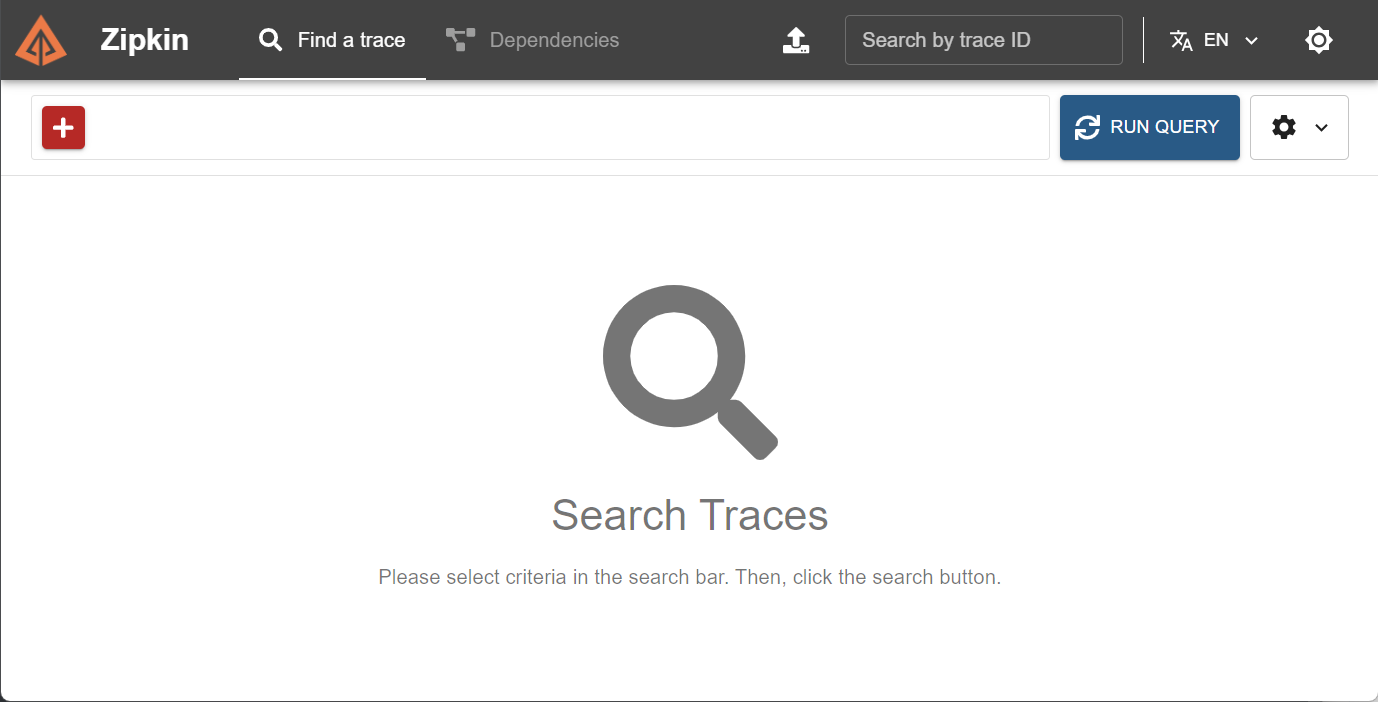 Zipkin
Find a trace
Dependencies
Search by trace ID
EN
RUN QUERY
Search Traces
Please select criteria in the search bar. Then, click the search button.